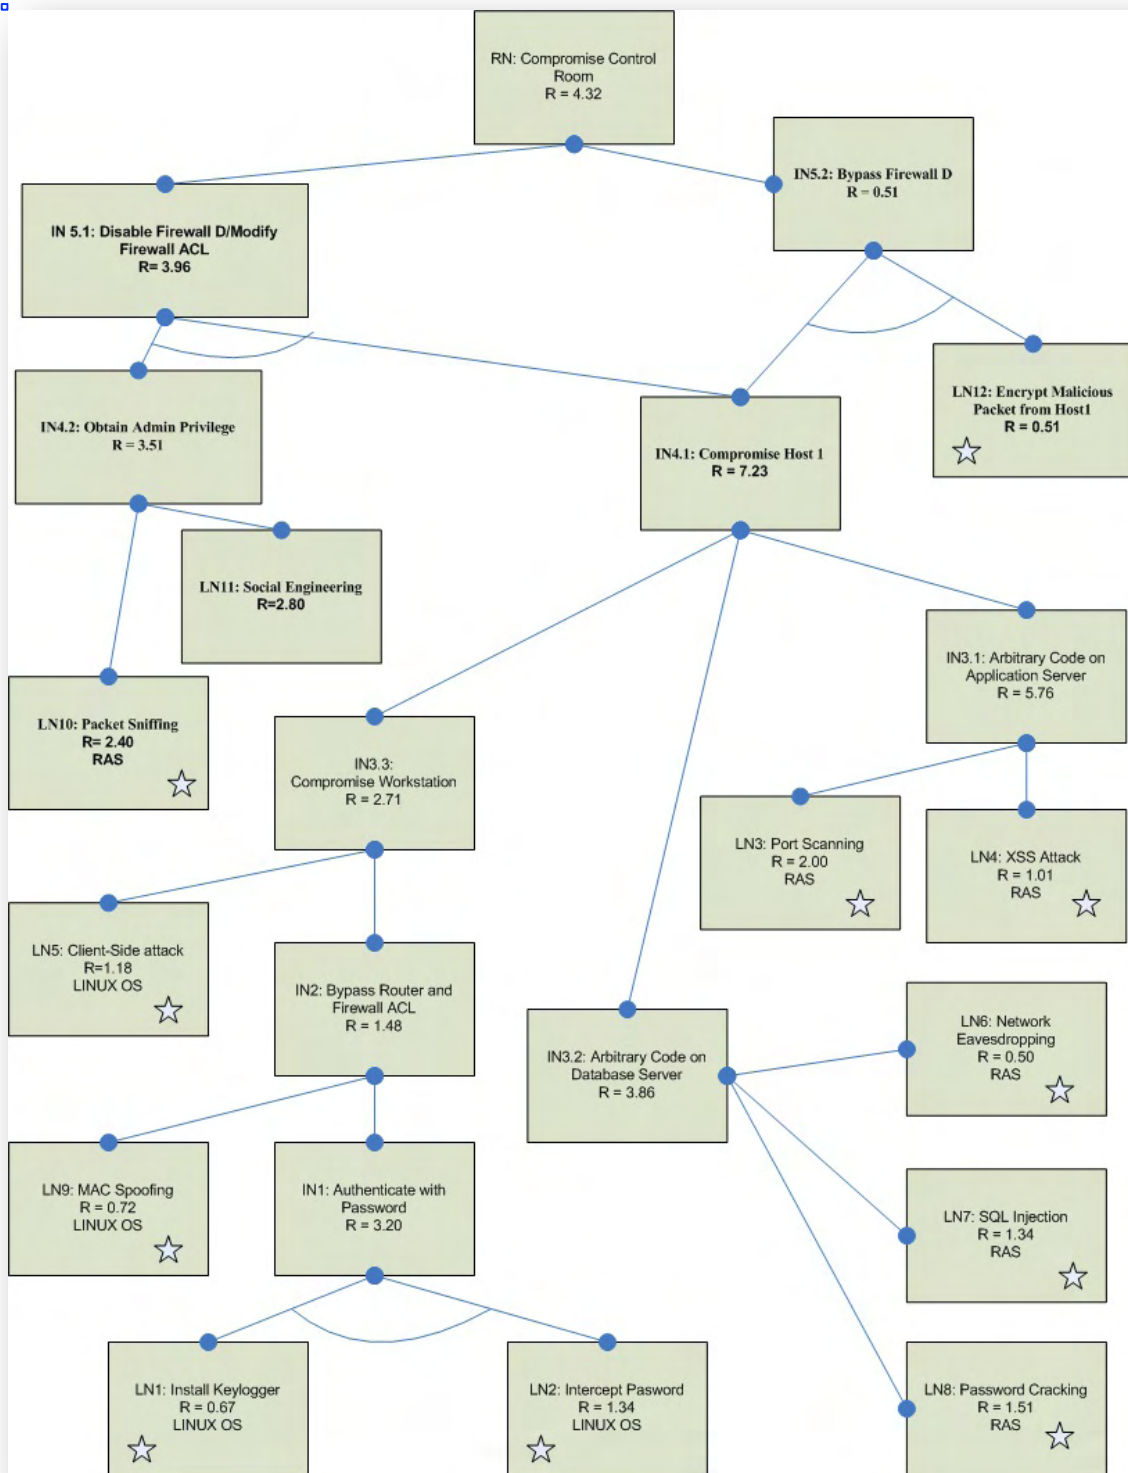 RN: Compromise Control
Room
R = 4.32
IN5.2: Bypass Firewall D
R = 0.51
IN 5.1: Disable Firewall D/Modify
Firewall ACL
R= 3.96
LN12: Encrypt Malicious
Packet from Host1
R = 0.51
IN4.2: Obtain Admin Privilege
R = 3.51
IN4.1: Compromise Host 1
R = 7.23
LN11: Social Engineering
R=2.80
IN3.1: Arbitrary Code on
Application Server
R = 5.76
LN10: Packet Sniffing
R= 2.40
RAS
IN3.3:
Compromise Workstation
R = 2.71
LN3: Port Scanning
R = 2.00
RAS
LN4: XSS Attack
R = 1.01
RAS
LN5: Client-Side attack
R=1.18
LINUX OS
IN2: Bypass Router and
Firewall ACL
R = 1.48
LN6: Network
Eavesdropping
R = 0.50
RAS
IN3.2: Arbitrary Code on
Database Server
R = 3.86
LN9: MAC Spoofing
R = 0.72
LINUX OS
IN1: Authenticate with
Password
R = 3.20
LN7: SQL Injection
R = 1.34
RAS
LN1: Install Keylogger
R = 0.67
LINUX OS
LN2: Intercept Pasword
R = 1.34
LINUX OS
LN8: Password Cracking
R = 1.51
RAS